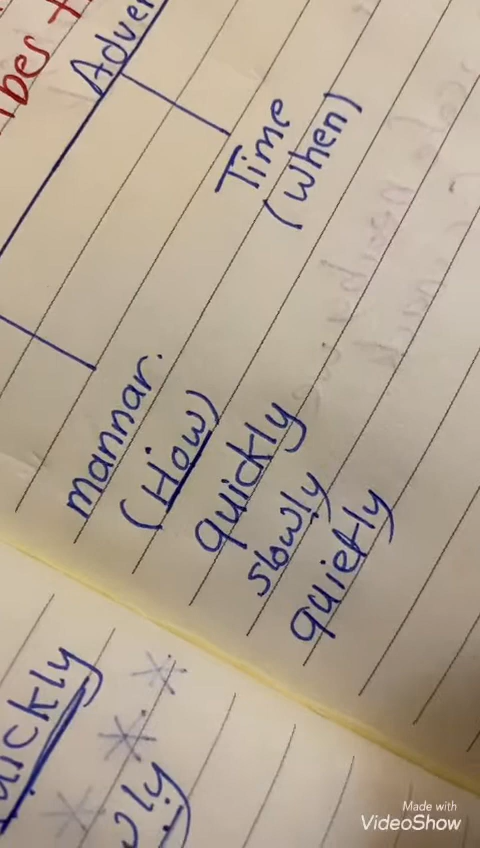 Adver
Time
(when)
mannar.
(How)
quickly
slowly
quietly
Made with
VideoShow